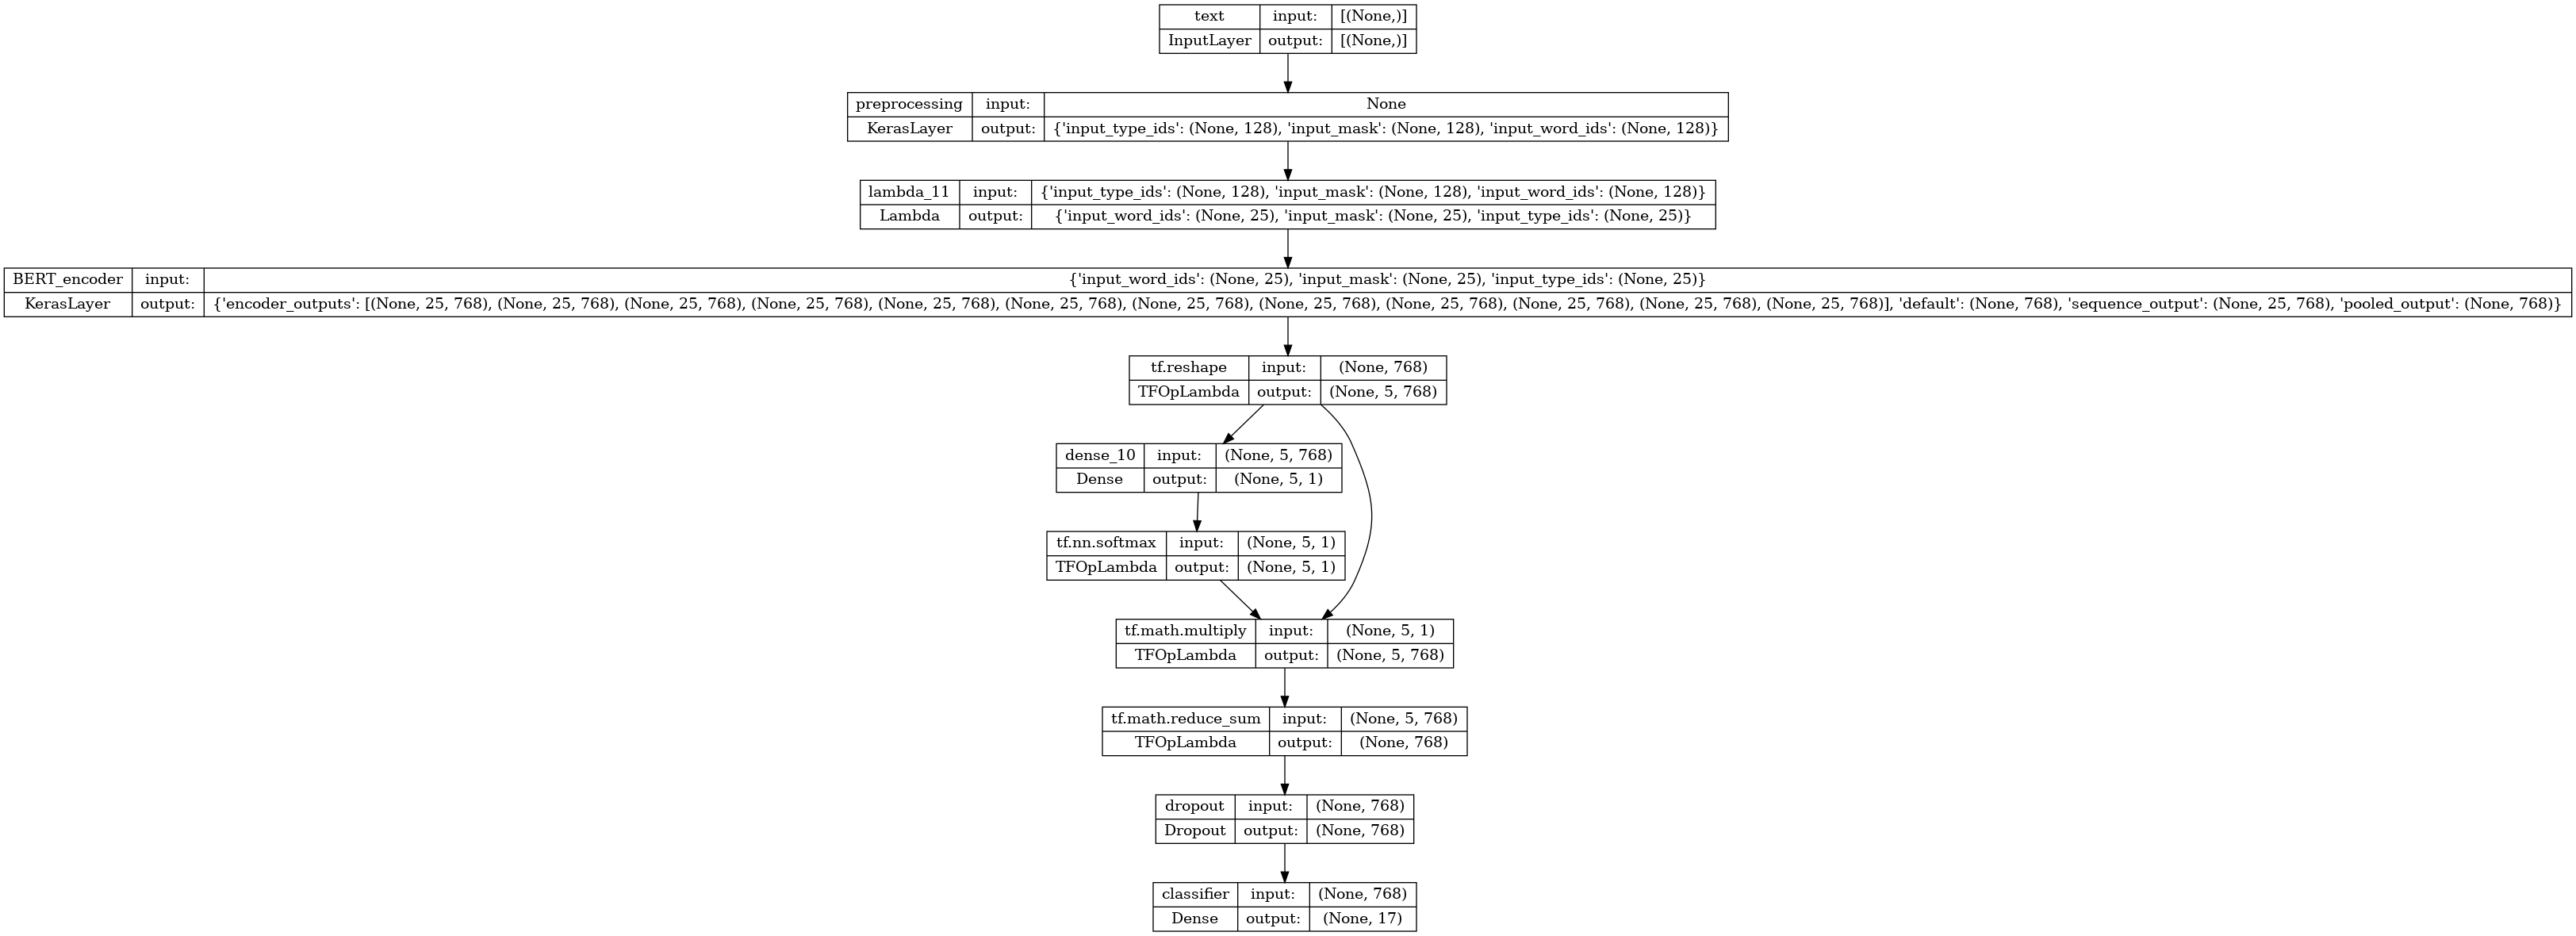 text input: [(None,)]
InputLayer output: [(None,)]
preprocessing input: None
KerasLayer output: {'input_type_ids': (None, 128), 'input_mask': (None, 128), 'input_word_ids': (None, 128)}
lambda_11 input: {'input_type_ids': (None, 128), 'input_mask': (None, 128), 'input_word_ids': (None, 128)}
Lambda output: {'input_word_ids': (None, 25), 'input_mask': (None, 25), 'input_type_ids': (None, 25)}
BERT_encoder input: {'input_word_ids': (None, 25), 'input_mask': (None, 25), 'input_type_ids': (None, 25)}
KerasLayer output: {'encoder_outputs': [(None, 25, 768), (None, 25, 768), (None, 25, 768), (None, 25, 768), (None, 25, 768), (None, 25, 768), (None, 25, 768), (None, 25, 768), (None, 25, 768), (None, 25, 768), (None, 25, 768), (None, 25, 768)], 'default': (None, 768), 'sequence_output': (None, 25, 768), 'pooled_output': (None, 768)}
tf.reshape input: (None, 768)
TFOpLambda output: (None, 5, 768)
dense_10 input: (None, 5, 768)
Dense output: (None, 5, 1)
tf.nn.softmax input: (None, 5, 1)
TFOpLambda output: (None, 5, 1)
tf.math.multiply input: (None, 5, 1)
TFOpLambda output: (None, 5, 768)
tf.math.reduce_sum input: (None, 5, 768)
TFOpLambda output: (None, 768)
dropout input: (None, 768)
Dropout output: (None, 768)
classifier input: (None, 768)
Dense output: (None, 17)